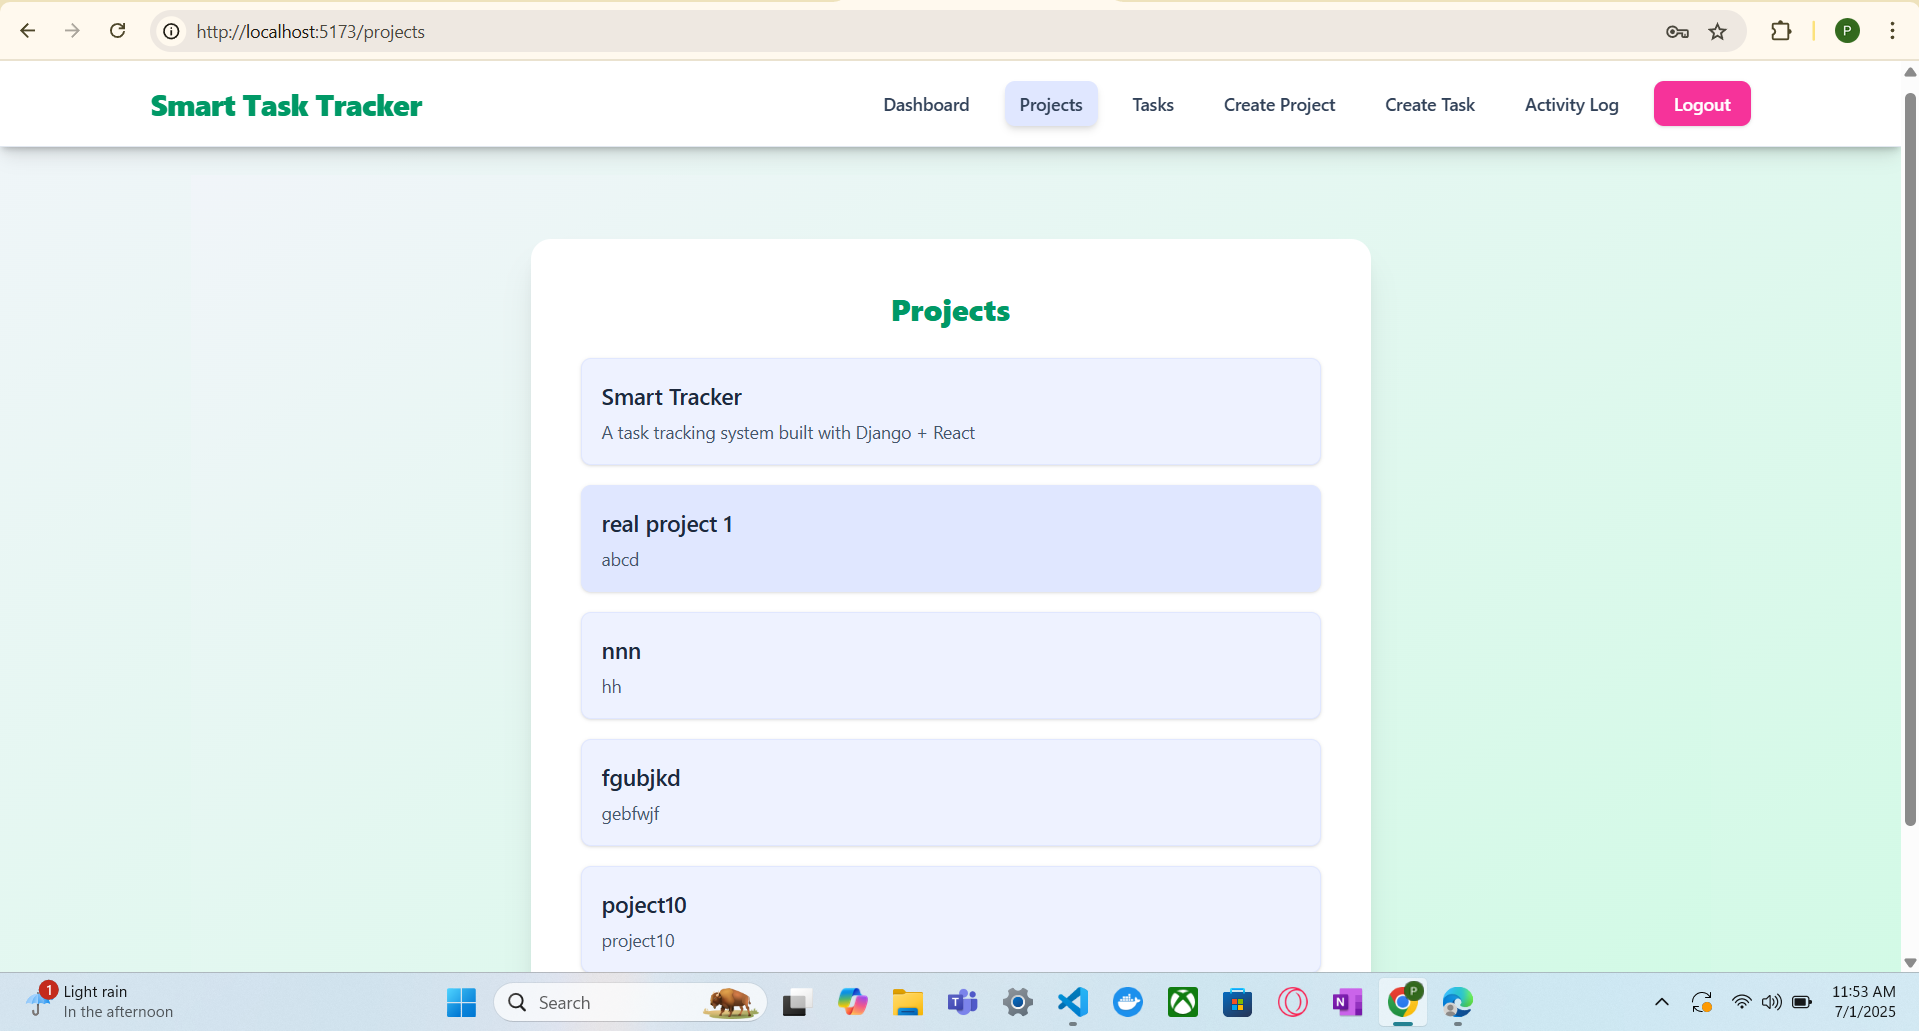 http://localhost:5173/projects
P
Smart Task Tracker
Dashboard
Projects
Tasks
Create Project
Create Task
Activity Log
Logout
Projects
Smart Tracker
A task tracking system built with Django + React
real project 1
abcd
nnn
hh
fgubjkd
gebfwjf
poject10
project10
1
Light rain
In the afternoon
Search
P
11:53 AM
7/1/2025